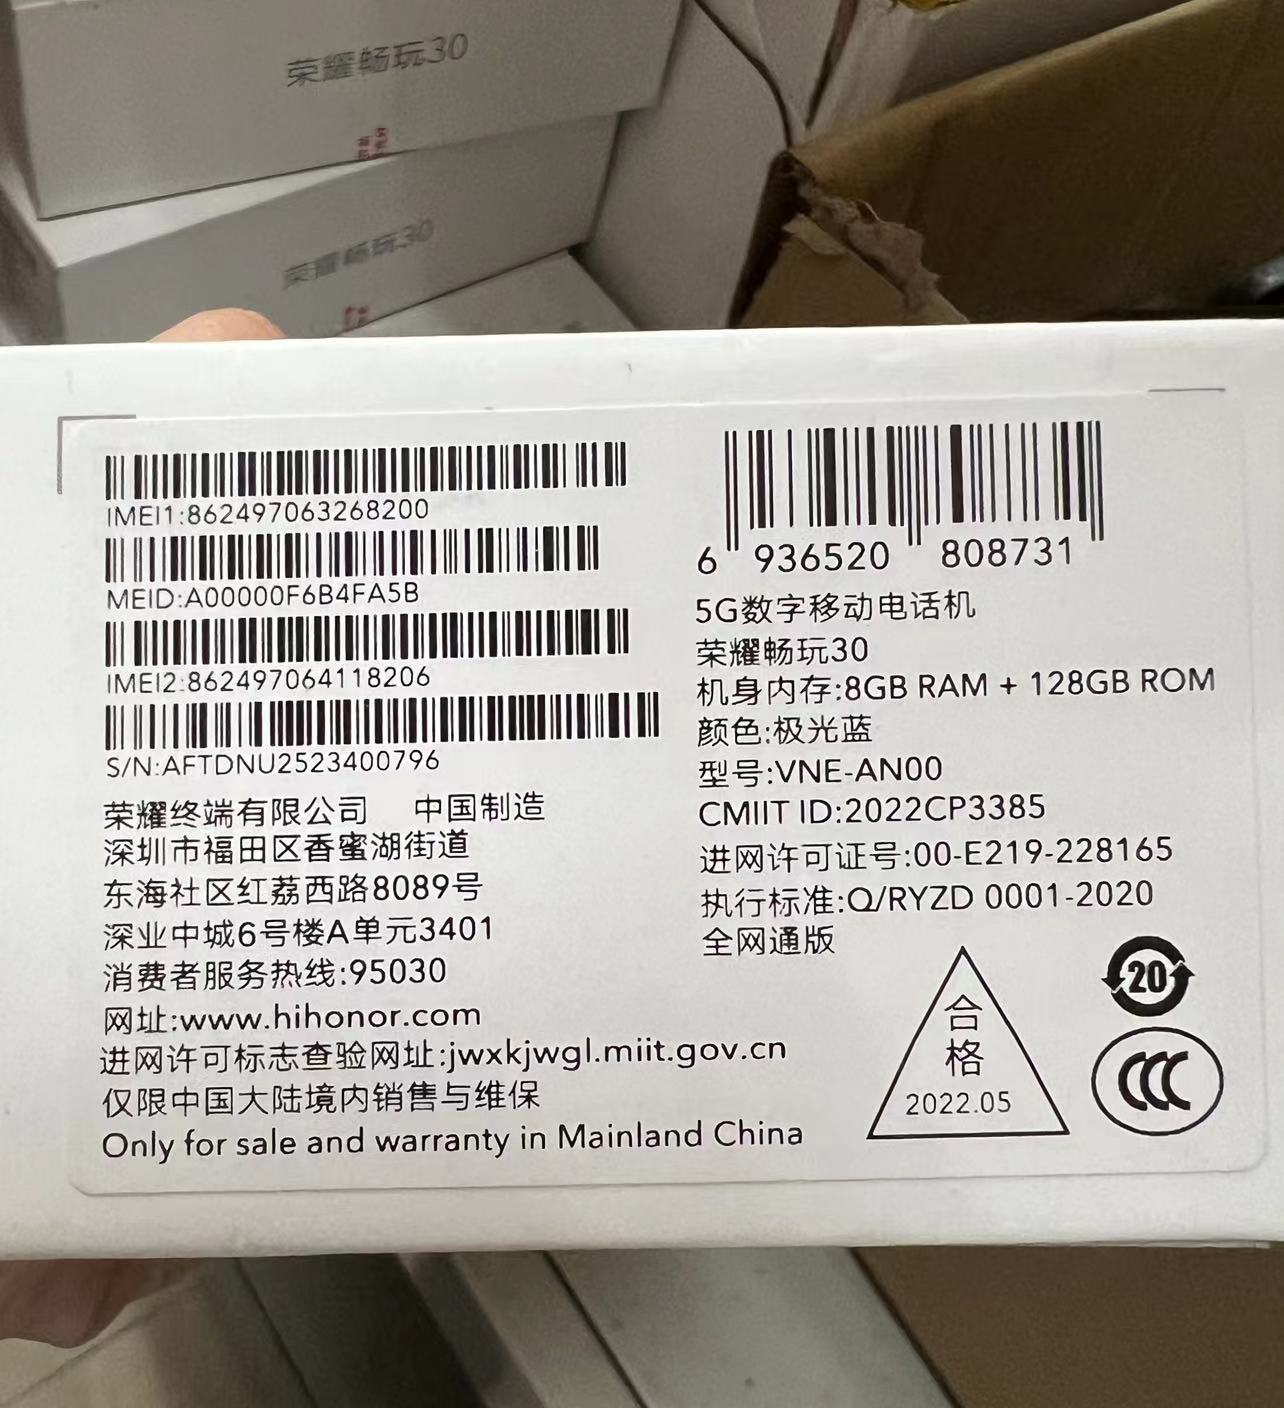 荣耀畅玩30
荣耀畅玩30
IMEI1:862497063268200
MEID:A00000F6B4FA5B
IMEI2:862497064118206
S/N:AFTDNU2523400796
荣耀终端有限公司 中国制造
深圳市福田区香蜜湖街道
东海社区红荔西路8089号
深业中城6号楼A单元3401
消费者服务热线:95030
网址:www.hihonor.com
进网许可标志查验网址:jwxkjwgl.miit.gov.cn
仅限中国大陆境内销售与维保
Only for sale and warranty in Mainland China
6 936520 808731
5G数字移动电话机
荣耀畅玩30
机身内存:8GB RAM + 128GB ROM
颜色:极光蓝
型号:VNE-AN00
CMIIT ID:2022CP3385
进网许可证号:00-E219-228165
执行标准:Q/RYZD 0001-2020
全网通版
合
格
2022.05
20
CCC